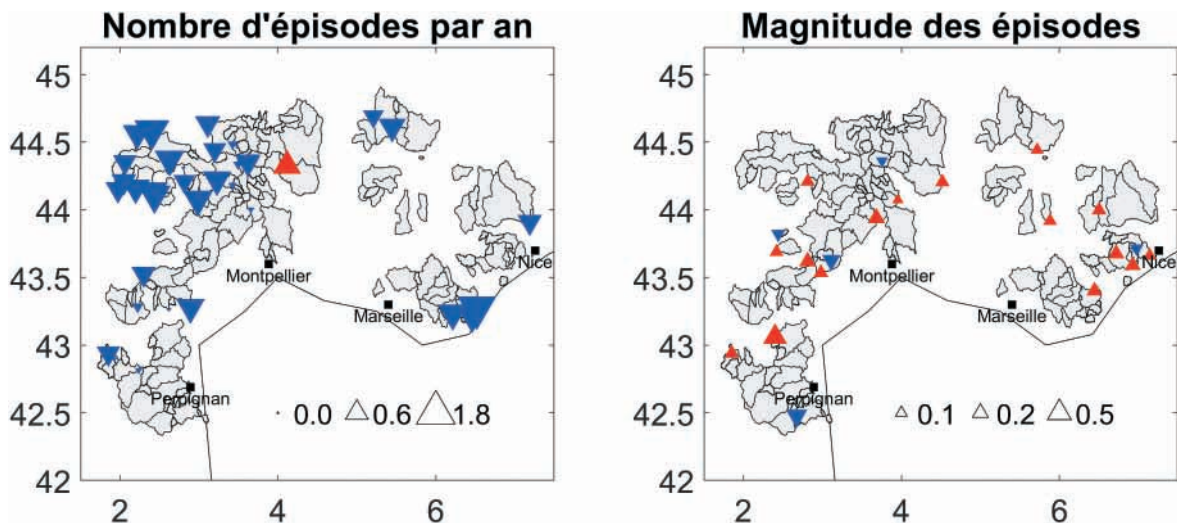 Nombre d'épisodes par an
45
44.5
44
43.5
43
42.5
42
2
4
6
Montpellier
Marseille
Nice
Perpignan
0.0
0.6
1.8
Magnitude des épisodes
45
44.5
44
43.5
43
42.5
42
2
4
6
Montpellier
Marseille
Nice
Perpignan
0.1
0.2
0.5